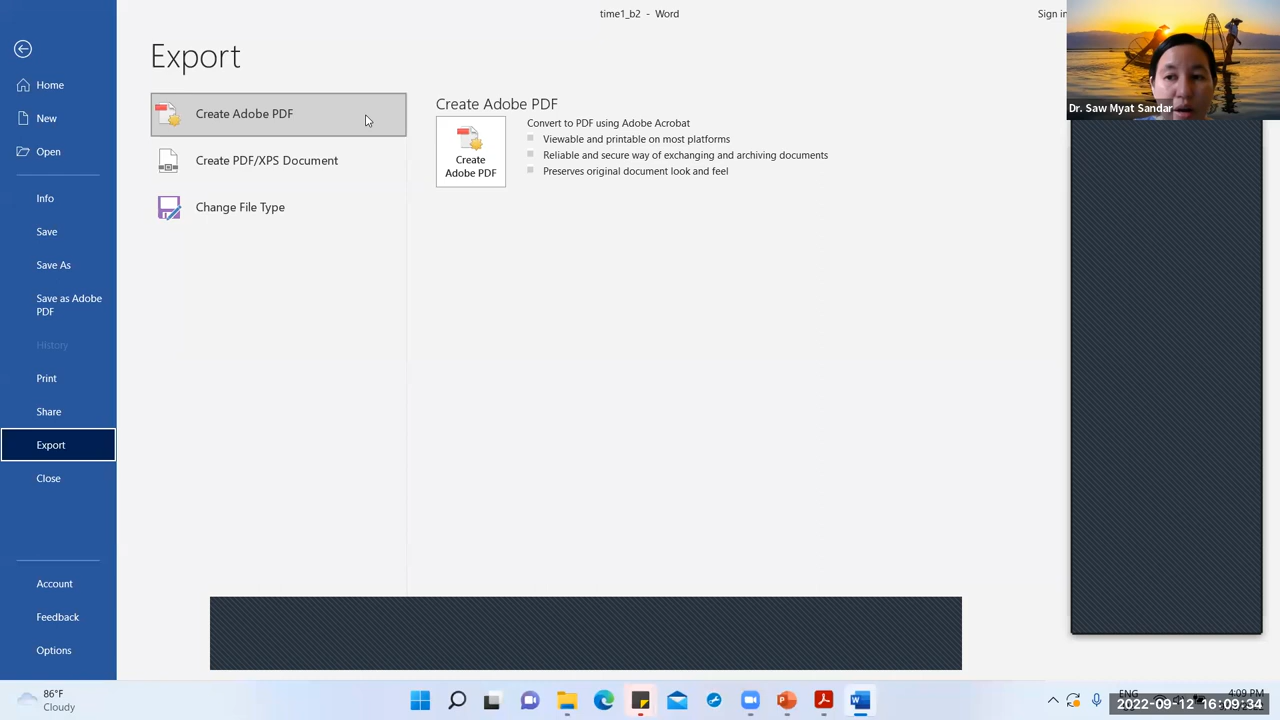 time1_b2 - Word
Sign in
Export
Home
New
Open
Info
Save
Save As
Save as Adobe
PDF
History
Print
Share
Export
Close
Account
Feedback
Options
Create Adobe PDF
Create PDF/XPS Document
Change File Type
Create Adobe PDF
Create
Adobe PDF
Convert to PDF using Adobe Acrobat
Viewable and printable on most platforms
Reliable and secure way of exchanging and archiving documents
Preserves original document look and feel
Dr. Saw Myat Sandar
86°F
Cloudy
ENG
4:09 PM
2022-09-12 16:09:34